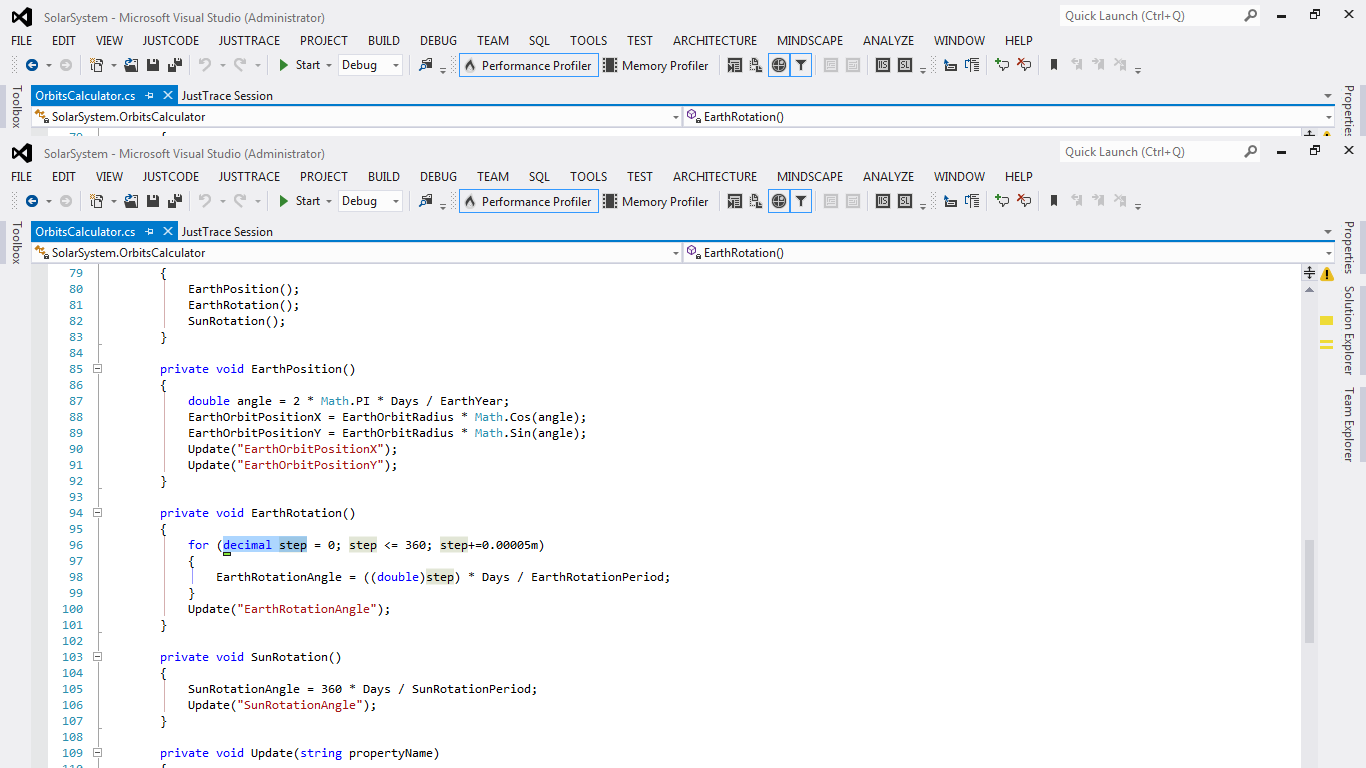 SolarSystem - Microsoft Visual Studio (Administrator) Quick Launch (Ctrl+Q)
FILE EDIT VIEW JUSTCODE JUSTTRACE PROJECT BUILD DEBUG TEAM SQL TOOLS TEST ARCHITECTURE MINDSCAPE ANALYZE WINDOW HELP
Start Debug Performance Profiler Memory Profiler
Toolbox
OrbitsCalculator.cs JustTrace Session
Properties
SolarSystem.OrbitsCalculator EarthRotation()
SolarSystem - Microsoft Visual Studio (Administrator) Quick Launch (Ctrl+Q)
FILE EDIT VIEW JUSTCODE JUSTTRACE PROJECT BUILD DEBUG TEAM SQL TOOLS TEST ARCHITECTURE MINDSCAPE ANALYZE WINDOW HELP
Start Debug Performance Profiler Memory Profiler
Toolbox
OrbitsCalculator.cs JustTrace Session
Properties
SolarSystem.OrbitsCalculator EarthRotation()
Solution Explorer
Team Explorer
79 {
80 EarthPosition();
81 EarthRotation();
82 SunRotation();
83 }
84
85 private void EarthPosition()
86 {
87 double angle = 2 * Math.PI * Days / EarthYear;
88 EarthOrbitPositionX = EarthOrbitRadius * Math.Cos(angle);
89 EarthOrbitPositionY = EarthOrbitRadius * Math.Sin(angle);
90 Update("EarthOrbitPositionX");
91 Update("EarthOrbitPositionY");
92 }
93
94 private void EarthRotation()
95 {
96 for (decimal step = 0; step <= 360; step+=0.00005m)
97 {
98 EarthRotationAngle = ((double)step) * Days / EarthRotationPeriod;
99 }
100 Update("EarthRotationAngle");
101 }
102
103 private void SunRotation()
104 {
105 SunRotationAngle = 360 * Days / SunRotationPeriod;
106 Update("SunRotationAngle");
107 }
108
109 private void Update(string propertyName)